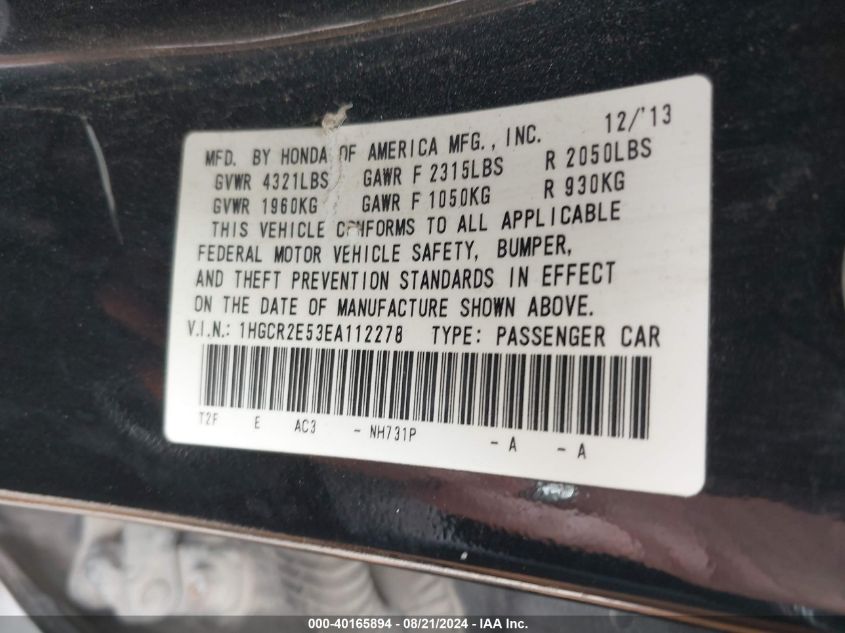 MFD. BY HONDA OF AMERICA MFG., INC. 12/'13
GVWR 4321LBS GAWR F 2315LBS R 2050LBS
GVWR 1960KG GAWR F 1050KG R 930KG
THIS VEHICLE CONFORMS TO ALL APPLICABLE
FEDERAL MOTOR VEHICLE SAFETY, BUMPER,
AND THEFT PREVENTION STANDARDS IN EFFECT
ON THE DATE OF MANUFACTURE SHOWN ABOVE.
V.I.N.: 1HGCR2E53EA112278 TYPE: PASSENGER CAR
T2F E AC3 - NH731P - A - A
000-40165894 - 08/21/2024 - IAA Inc.